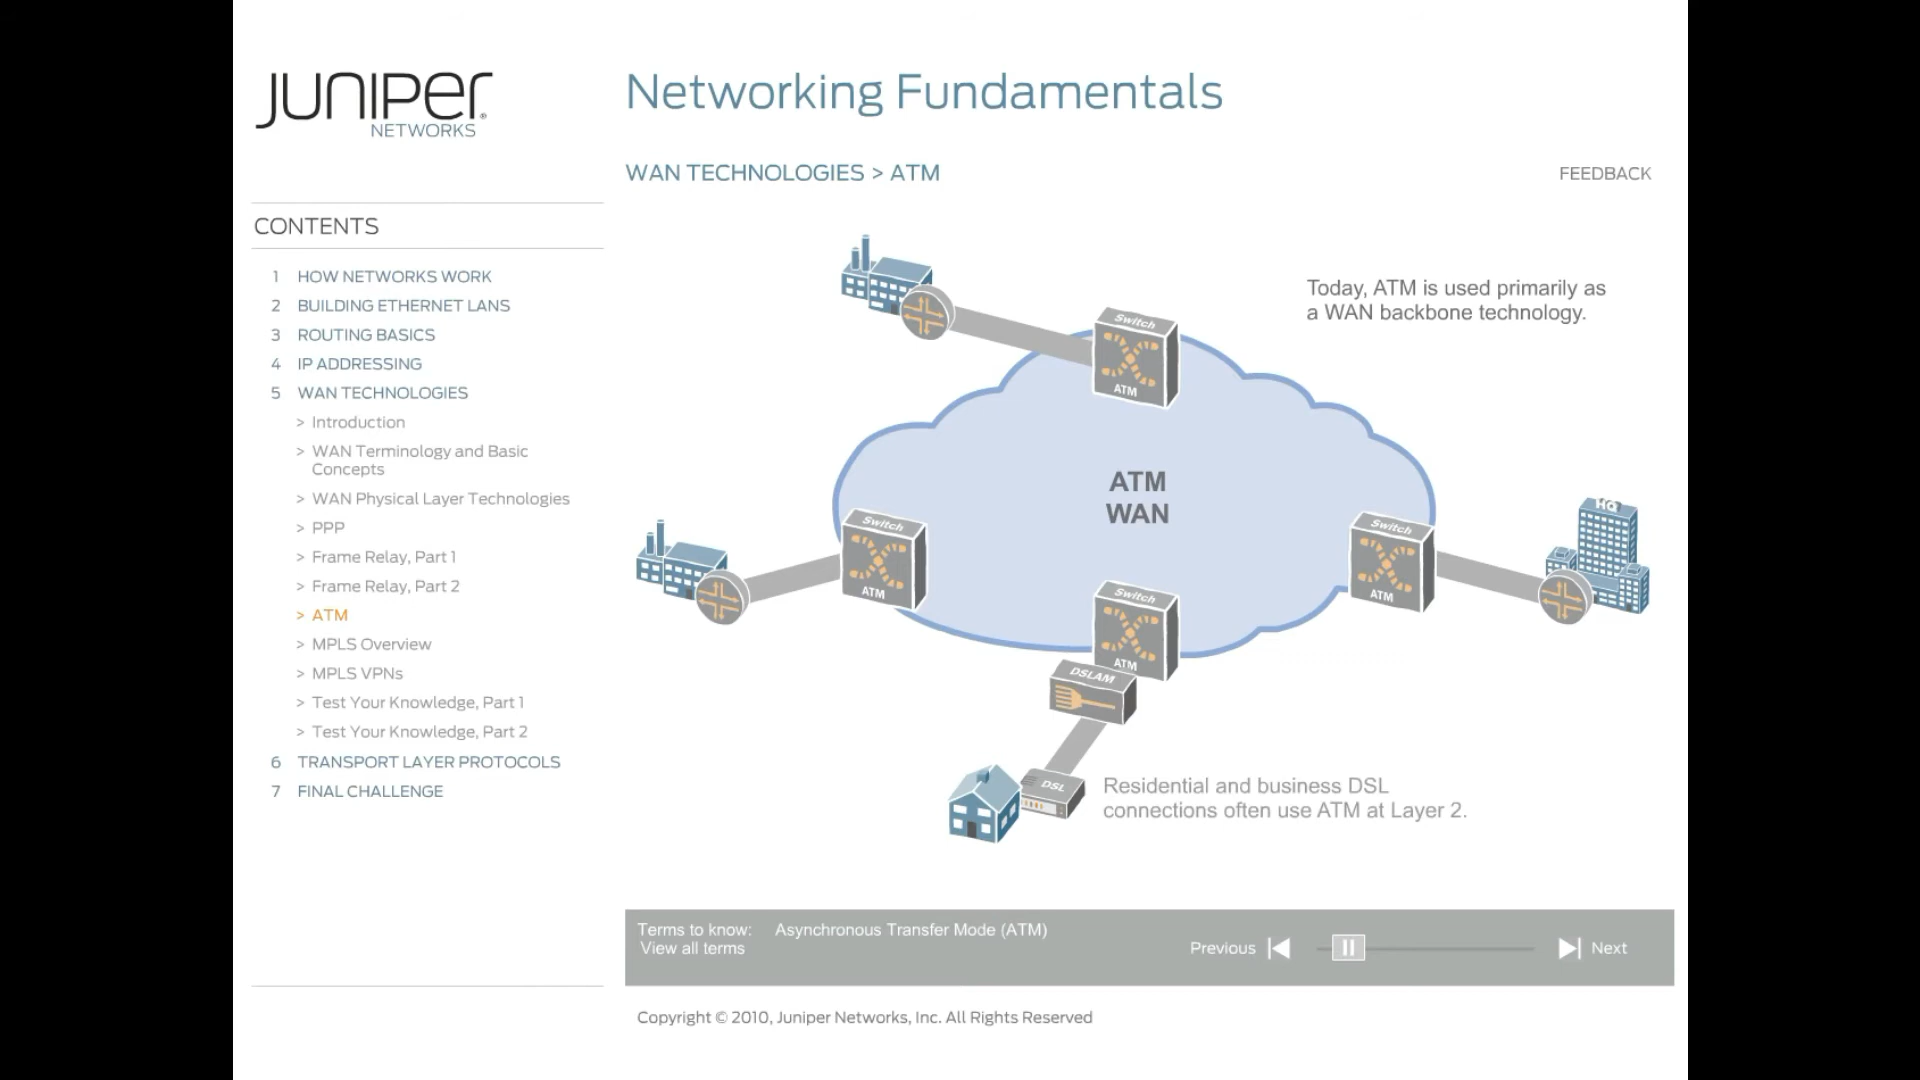 JUNIPER
NETWORKS
Networking Fundamentals
WAN TECHNOLOGIES > ATM
FEEDBACK
CONTENTS
1 HOW NETWORKS WORK
2 BUILDING ETHERNET LANS
3 ROUTING BASICS
4 IP ADDRESSING
5 WAN TECHNOLOGIES
> Introduction
> WAN Terminology and Basic
Concepts
> WAN Physical Layer Technologies
> PPP
> Frame Relay, Part 1
> Frame Relay, Part 2
> ATM
> MPLS Overview
> MPLS VPNs
> Test Your Knowledge, Part 1
> Test Your Knowledge, Part 2
6 TRANSPORT LAYER PROTOCOLS
7 FINAL CHALLENGE
Today, ATM is used primarily as
a WAN backbone technology.
Switch
ATM
ATM
WAN
Switch
ATM
Switch
ATM
HQ
Switch
ATM
DSLAM
DSL
Residential and business DSL
connections often use ATM at Layer 2.
Terms to know: Asynchronous Transfer Mode (ATM)
View all terms
Previous
Next
Copyright © 2010, Juniper Networks, Inc. All Rights Reserved